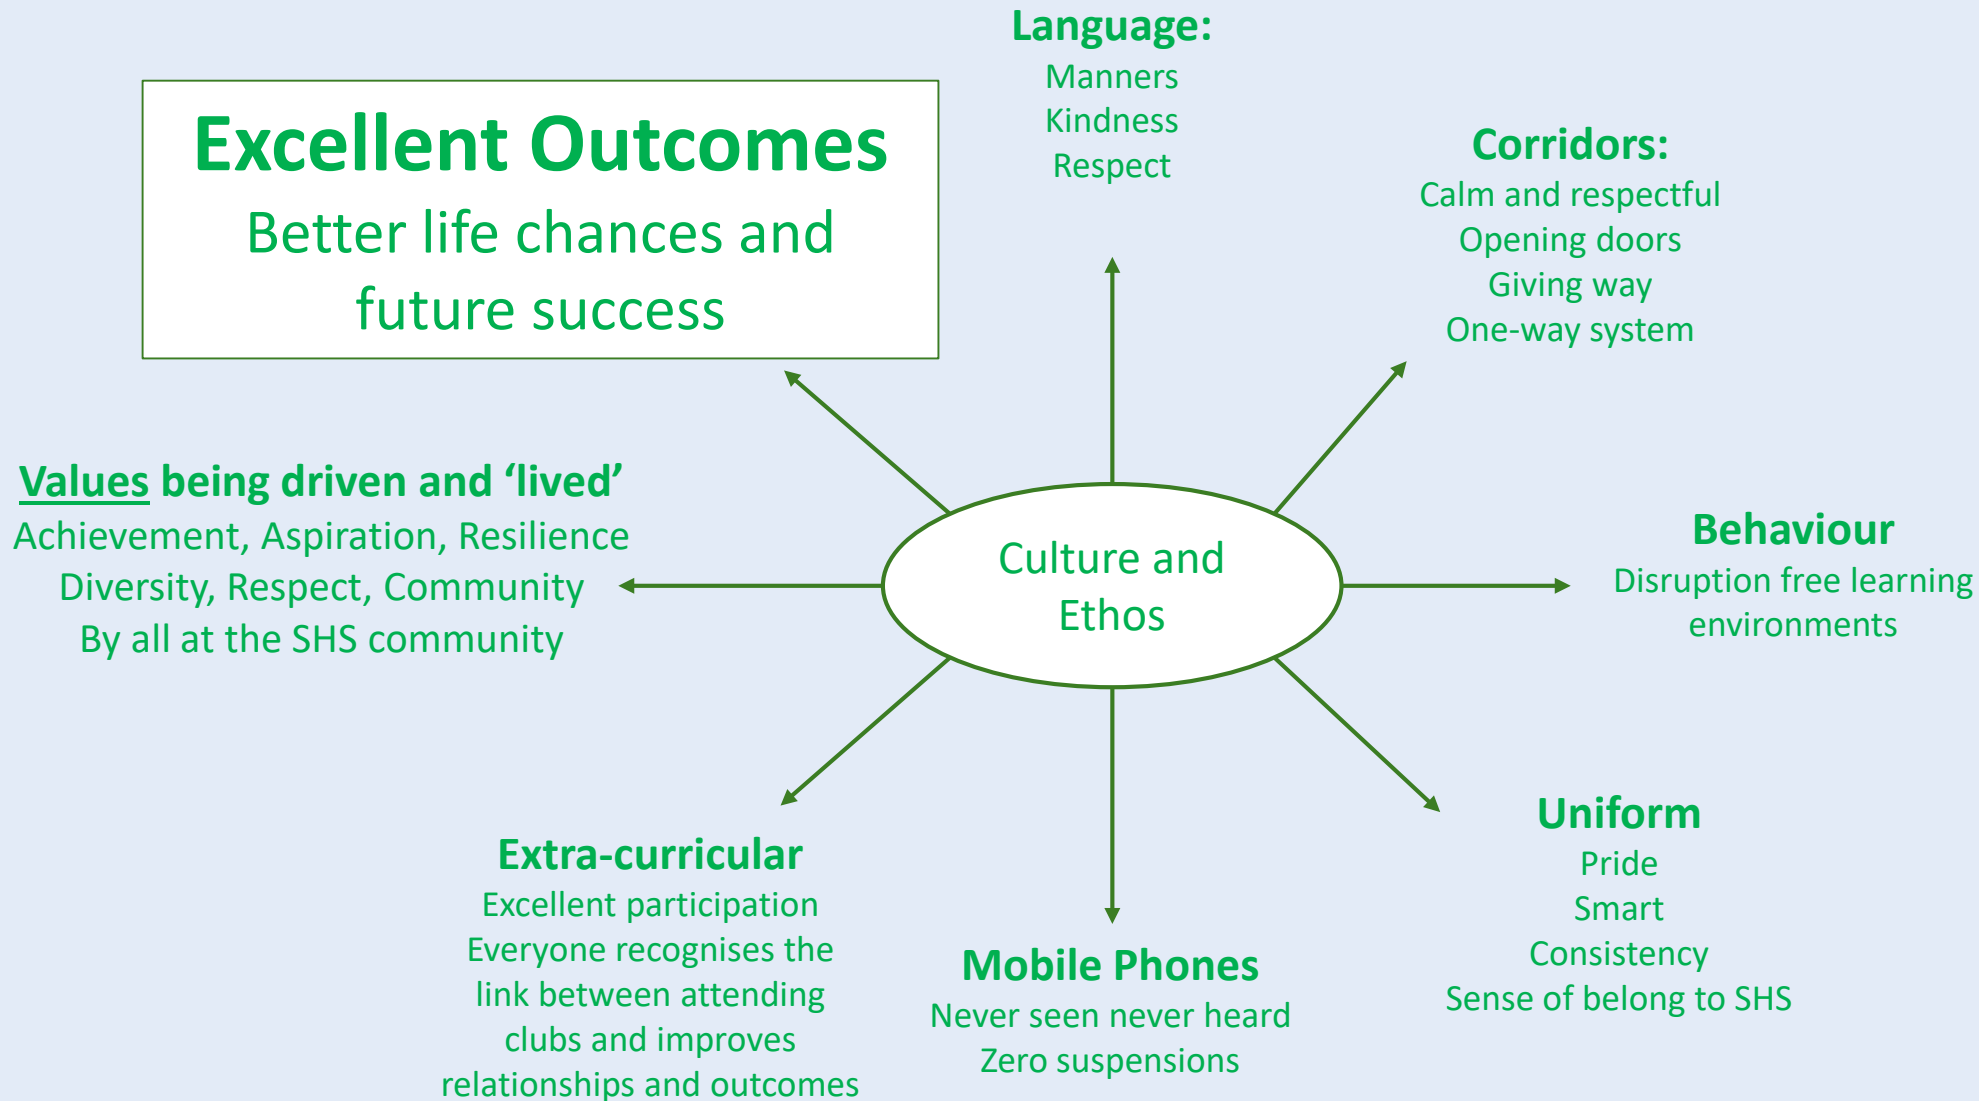 Language:
Manners
Kindness
Respect
Excellent Outcomes
Better life chances and
future success
Corridors:
Calm and respectful
Opening doors
Giving way
One-way system
Values being driven and ‘lived’
Achievement, Aspiration, Resilience
Diversity, Respect, Community
By all at the SHS community
Culture and
Ethos
Behaviour
Disruption free learning
environments
Extra-curricular
Excellent participation
Everyone recognises the
link between attending
clubs and improves
relationships and outcomes
Mobile Phones
Never seen never heard
Zero suspensions
Uniform
Pride
Smart
Consistency
Sense of belong to SHS